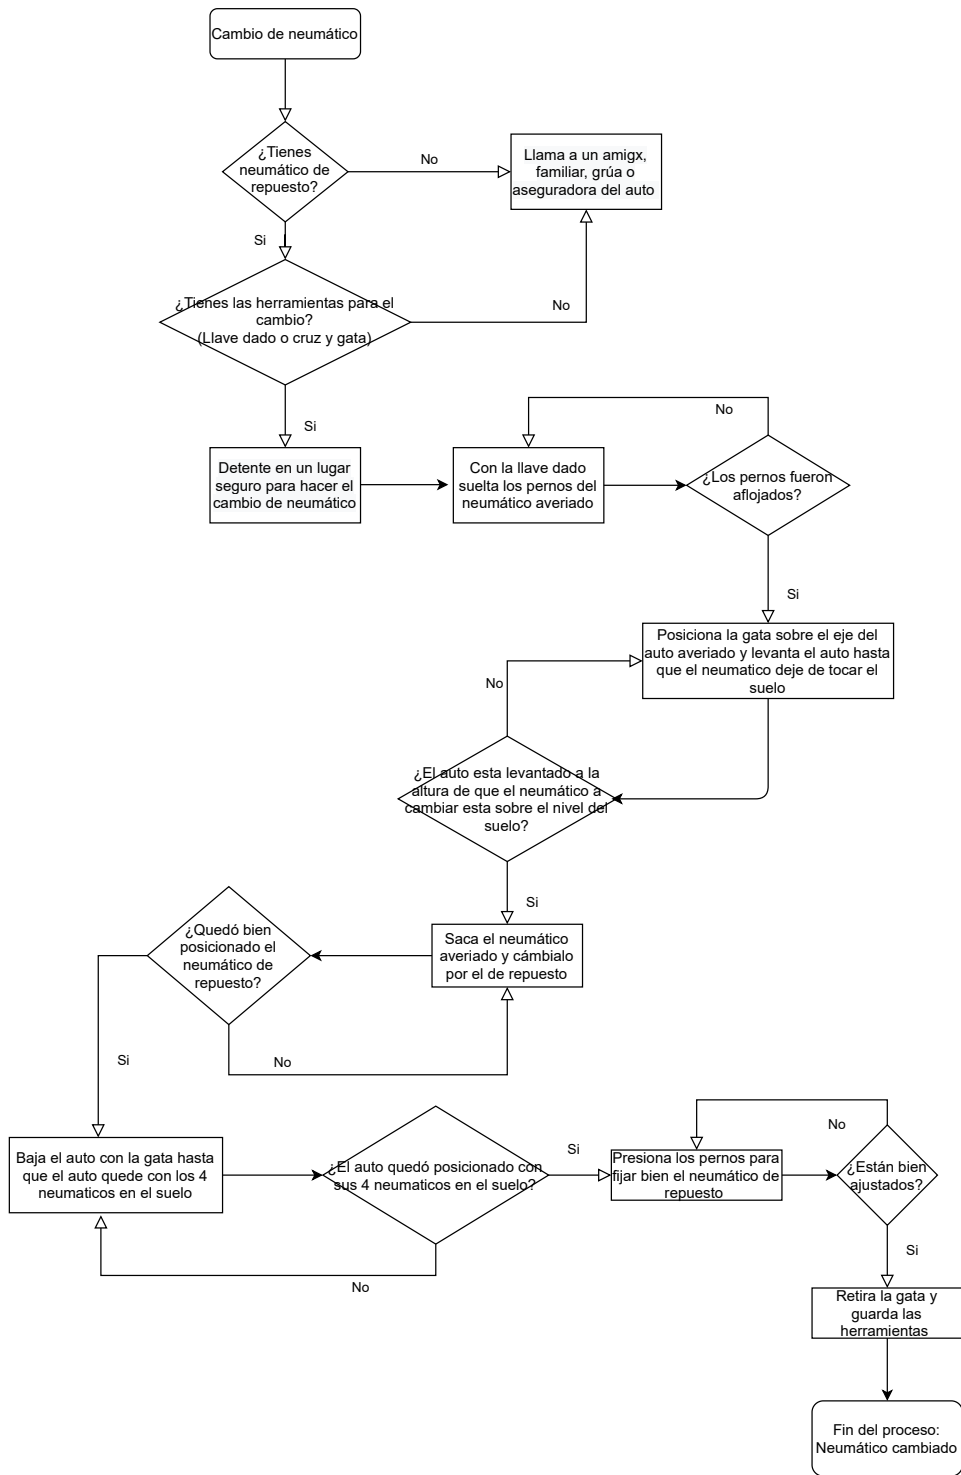 Cambio de neumático
¿Tienes
neumático de
repuesto?
No
Llama a un amigx,
familiar, grúa o
aseguradora del auto
Si
¿Tienes las herramientas para el
cambio?
(Llave dado o cruz y gata)
No
Si
Detente en un lugar
seguro para hacer el
cambio de neumático
Con la llave dado
suelta los pernos del
neumático averiado
No
¿Los pernos fueron
aflojados?
Si
Posiciona la gata sobre el eje del
auto averiado y levanta el auto hasta
que el neumatico deje de tocar el
suelo
No
¿El auto esta levantado a la
altura de que el neumático a
cambiar esta sobre el nivel del
suelo?
Si
Saca el neumático
averiado y cámbialo
por el de repuesto
¿Quedó bien
posicionado el
neumático de
repuesto?
No
Si
Baja el auto con la gata hasta
que el auto quede con los 4
neumaticos en el suelo
¿El auto quedó posicionado con
sus 4 neumaticos en el suelo?
No
Si
Presiona los pernos para
fijar bien el neumático de
repuesto
No
¿Están bien
ajustados?
Si
Retira la gata y
guarda las
herramientas
Fin del proceso:
Neumático cambiado